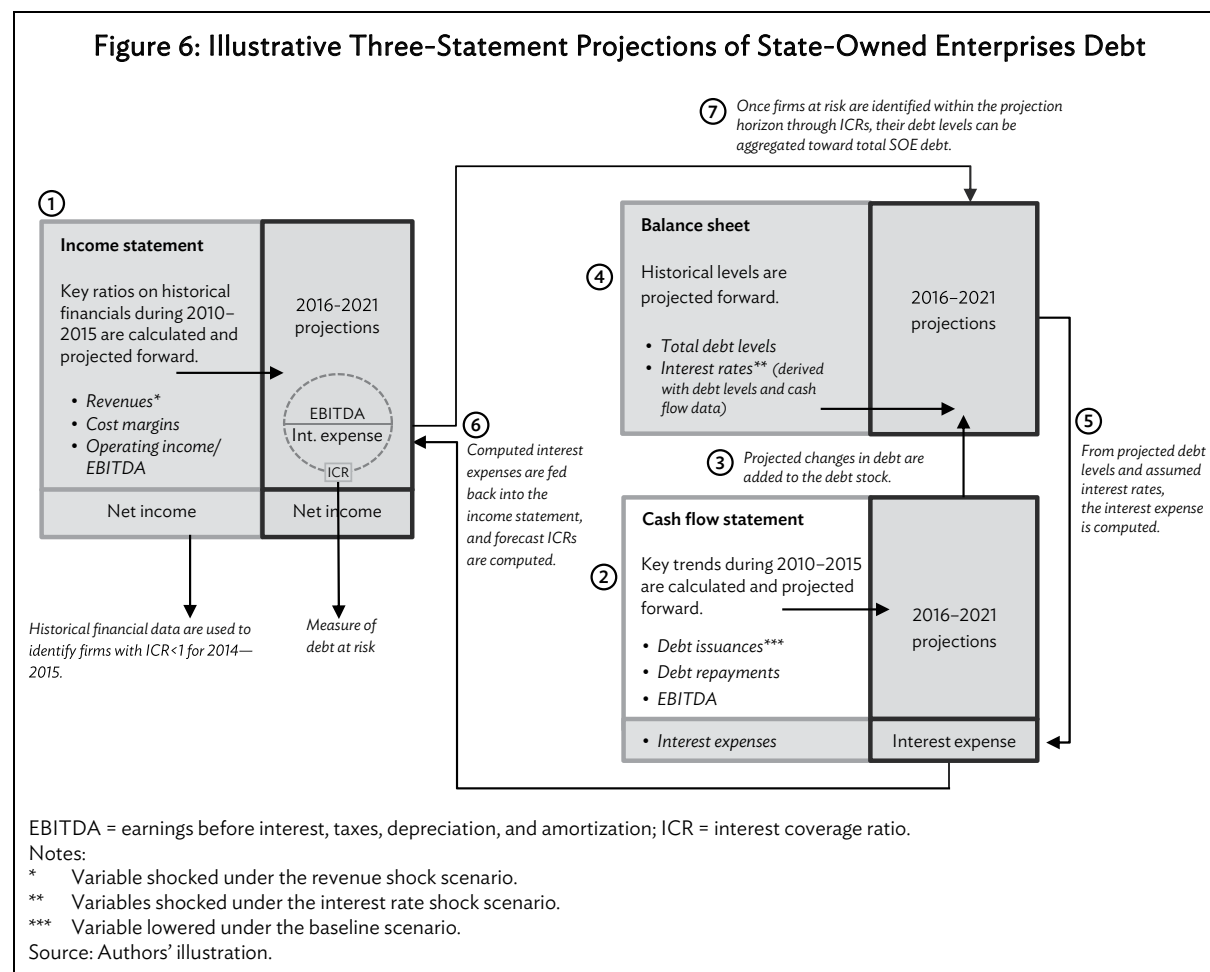 Figure 6: Illustrative Three-Statement Projections of State-Owned Enterprises Debt
7
Once firms at risk are identified within the projection
horizon through ICRs, their debt levels can be
aggregated toward total SOE debt.
1
Income statement
Key ratios on historical
financials during 2010–
2015 are calculated and
projected forward.
• Revenues*
• Cost margins
• Operating income/
EBITDA
2016-2021
projections
EBITDA
Int. expense
ICR
Net income
Net income
Historical financial data are used to
identify firms with ICR<1 for 2014—
2015.
Measure of
debt at risk
6
Computed interest
expenses are fed
back into the
income statement,
and forecast ICRs
are computed.
4
Balance sheet
Historical levels are
projected forward.
• Total debt levels
• Interest rates** (derived
with debt levels and cash
flow data)
2016–2021
projections
5
From projected debt
levels and assumed
interest rates,
the interest expense
is computed.
3
Projected changes in debt are
added to the debt stock.
2
Cash flow statement
Key trends during 2010–2015
are calculated and projected
forward.
• Debt issuances***
• Debt repayments
• EBITDA
2016–2021
projections
• Interest expenses
Interest expense
EBITDA = earnings before interest, taxes, depreciation, and amortization; ICR = interest coverage ratio.
Notes:
* Variable shocked under the revenue shock scenario.
** Variables shocked under the interest rate shock scenario.
*** Variable lowered under the baseline scenario.
Source: Authors’ illustration.